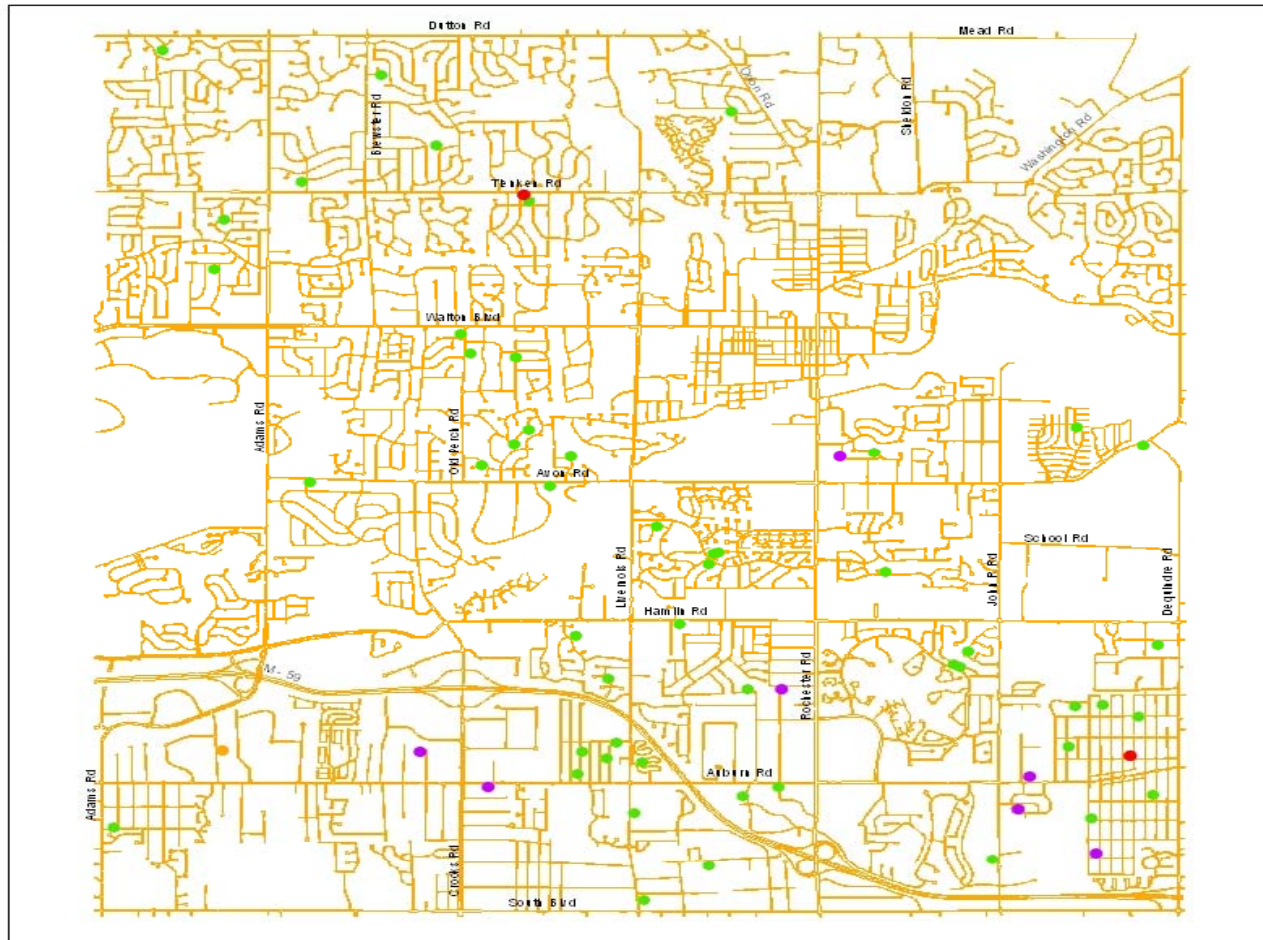 Dutton Rd
Mead Rd
Orion Rd
Sheldon Rd
Brewster Rd
Washington Rd
Tienken Rd
Walton Blvd
Adams Rd
Old Perch Rd
Avon Rd
School Rd
Livernois Rd
John R Rd
Dequindre Rd
Hamlin Rd
M - 59
Rochester Rd
Auburn Rd
Adams Rd
Crooks Rd
South Blvd